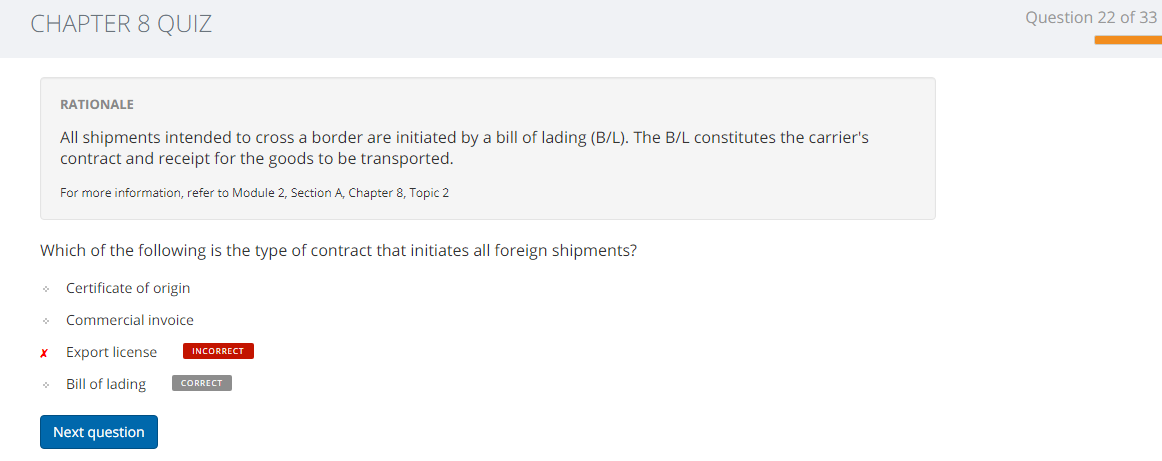 CHAPTER 8 QUIZ
Question 22 of 33
RATIONALE
All shipments intended to cross a border are initiated by a bill of lading (B/L). The B/L constitutes the carrier's
contract and receipt for the goods to be transported.
For more information, refer to Module 2, Section A, Chapter 8, Topic 2
Which of the following is the type of contract that initiates all foreign shipments?
Certificate of origin
Commercial invoice
✗ Export license INCORRECT
Bill of lading CORRECT
Next question